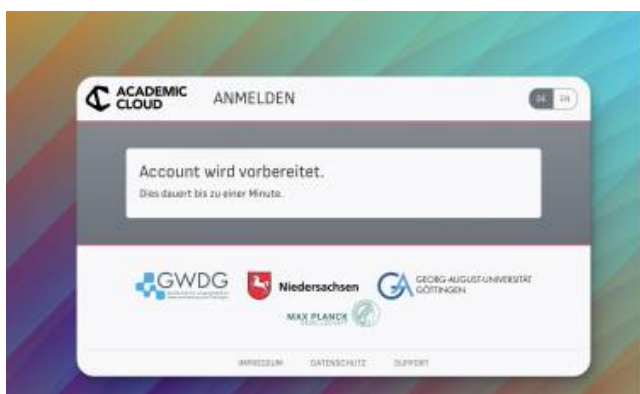 ACADEMIC
CLOUD
ANMELDEN
DE EN
Account wird vorbereitet.
Dies dauert bis zu einer Minute.
GWDG
Niedersachsen
GEORG-AUGUST-UNIVERSITÄT
GÖTTINGEN
MAX PLANCK
GESELLSCHAFT
IMPRESSUM DATENSCHUTZ SUPPORT